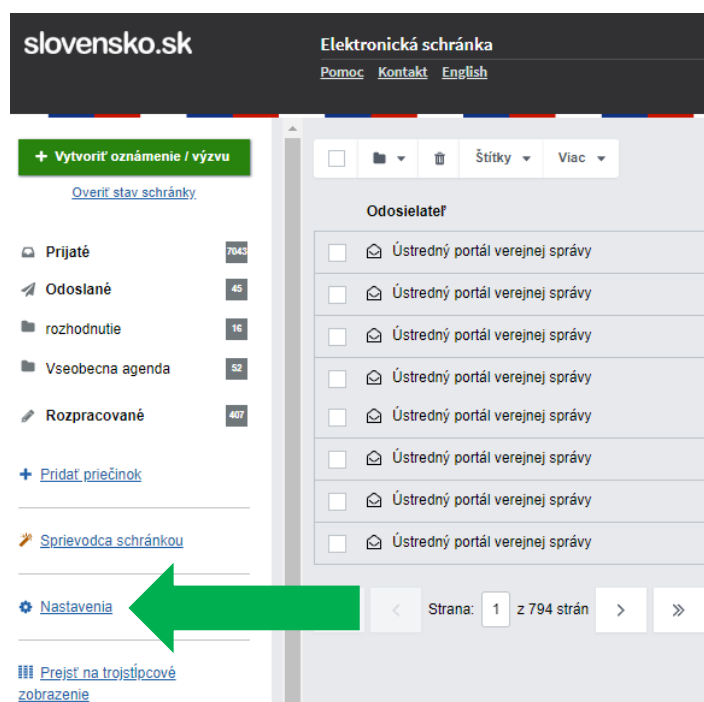 slovensko.sk
Elektronická schránka
Pomoc Kontakt English
+ Vytvoriť oznámenie / výzvu
Overiť stav schránky
Prijaté 7043
Odoslané 45
rozhodnutie 16
Vseobecna agenda 52
Rozpracované 407
+ Pridať priečinok
Sprievodca schránkou
Nastavenia
Prejsť na trojstĺpcové
zobrazenie
Štítky Viac
Odosielateľ
Ústredný portál verejnej správy
Ústredný portál verejnej správy
Ústredný portál verejnej správy
Ústredný portál verejnej správy
Ústredný portál verejnej správy
Ústredný portál verejnej správy
Ústredný portál verejnej správy
Ústredný portál verejnej správy
Strana: 1 z 794 strán